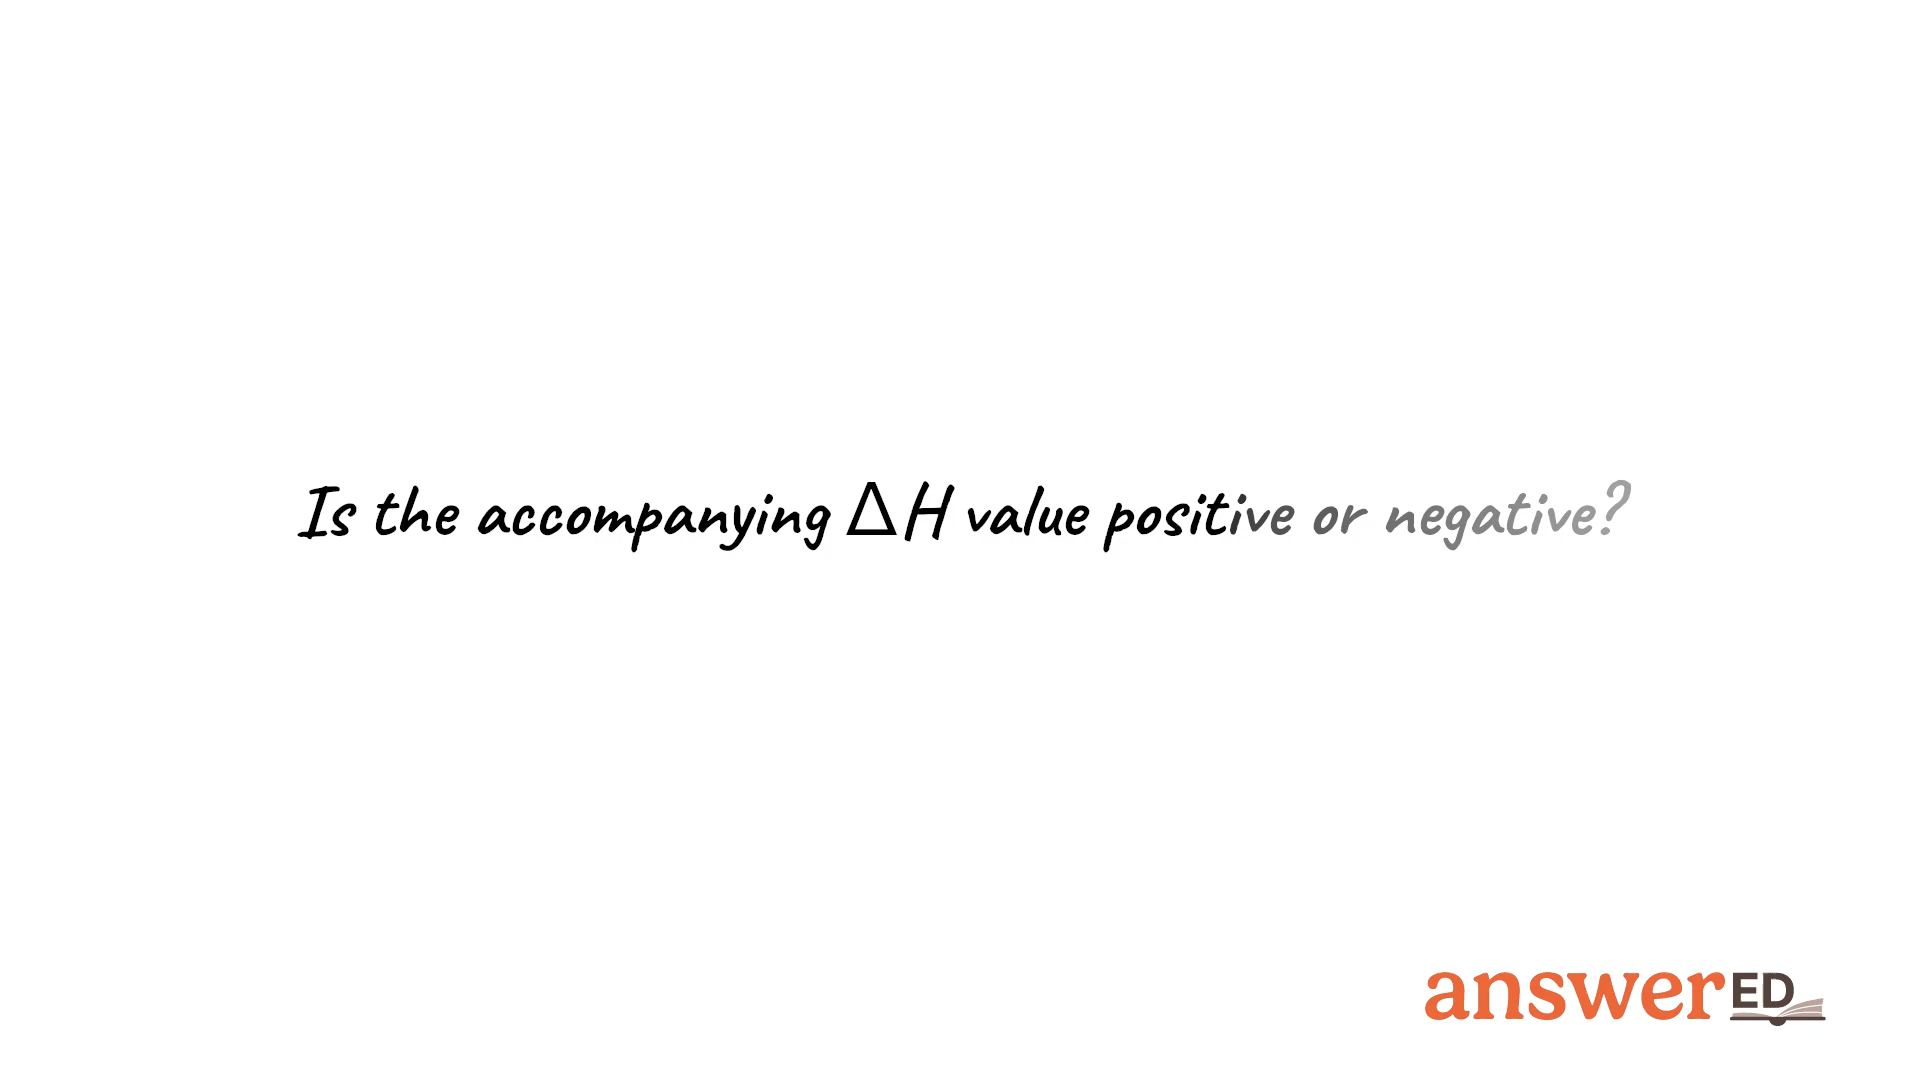 Is the accompanying ΔH value positive or negative?
answerED